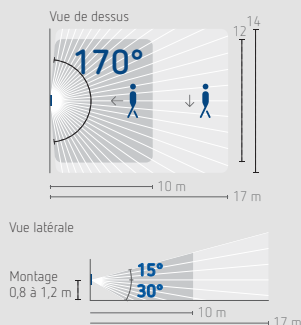 Vue de dessus
14
12
170°
10 m
17 m
Vue latérale
15°
Montage
0,8 à 1,2 m
30°
10 m
17 m